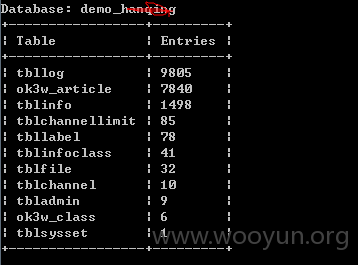 Database: demo_hanqing
Table | Entries
tbllog | 9805
ok3w_article | 7840
tblinfo | 1498
tblchannellimit | 85
tbllabel | 78
tblinfoclass | 41
tblfile | 32
tblchannel | 10
tbladmin | 9
ok3w_class | 6
tblsysset | 1
www.wooyun.org